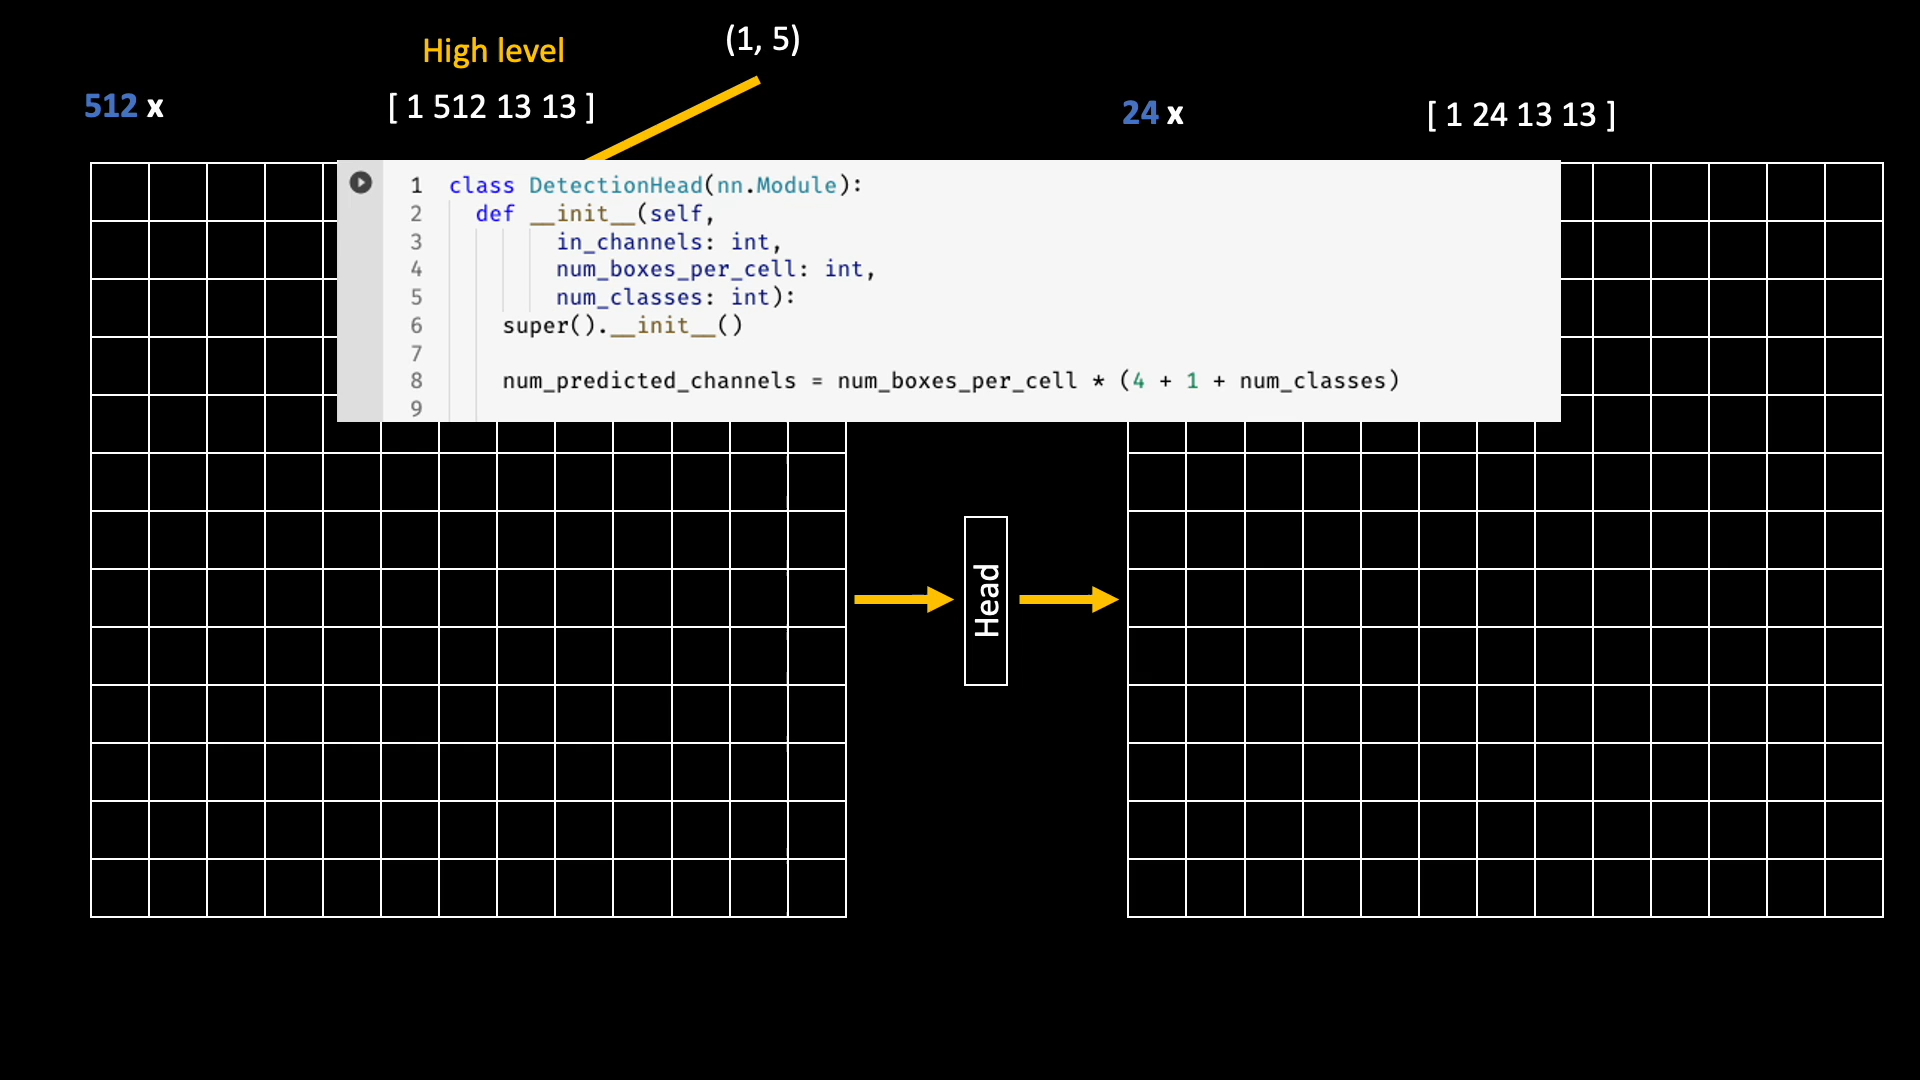 (1, 5)
High level
512 x
[ 1 512 13 13 ]
24 x
[ 1 24 13 13 ]
1 class DetectionHead(nn.Module):
2 def __init__(self,
3 in_channels: int,
4 num_boxes_per_cell: int,
5 num_classes: int):
6 super().__init__()
7
8 num_predicted_channels = num_boxes_per_cell * (4 + 1 + num_classes)
9
Head